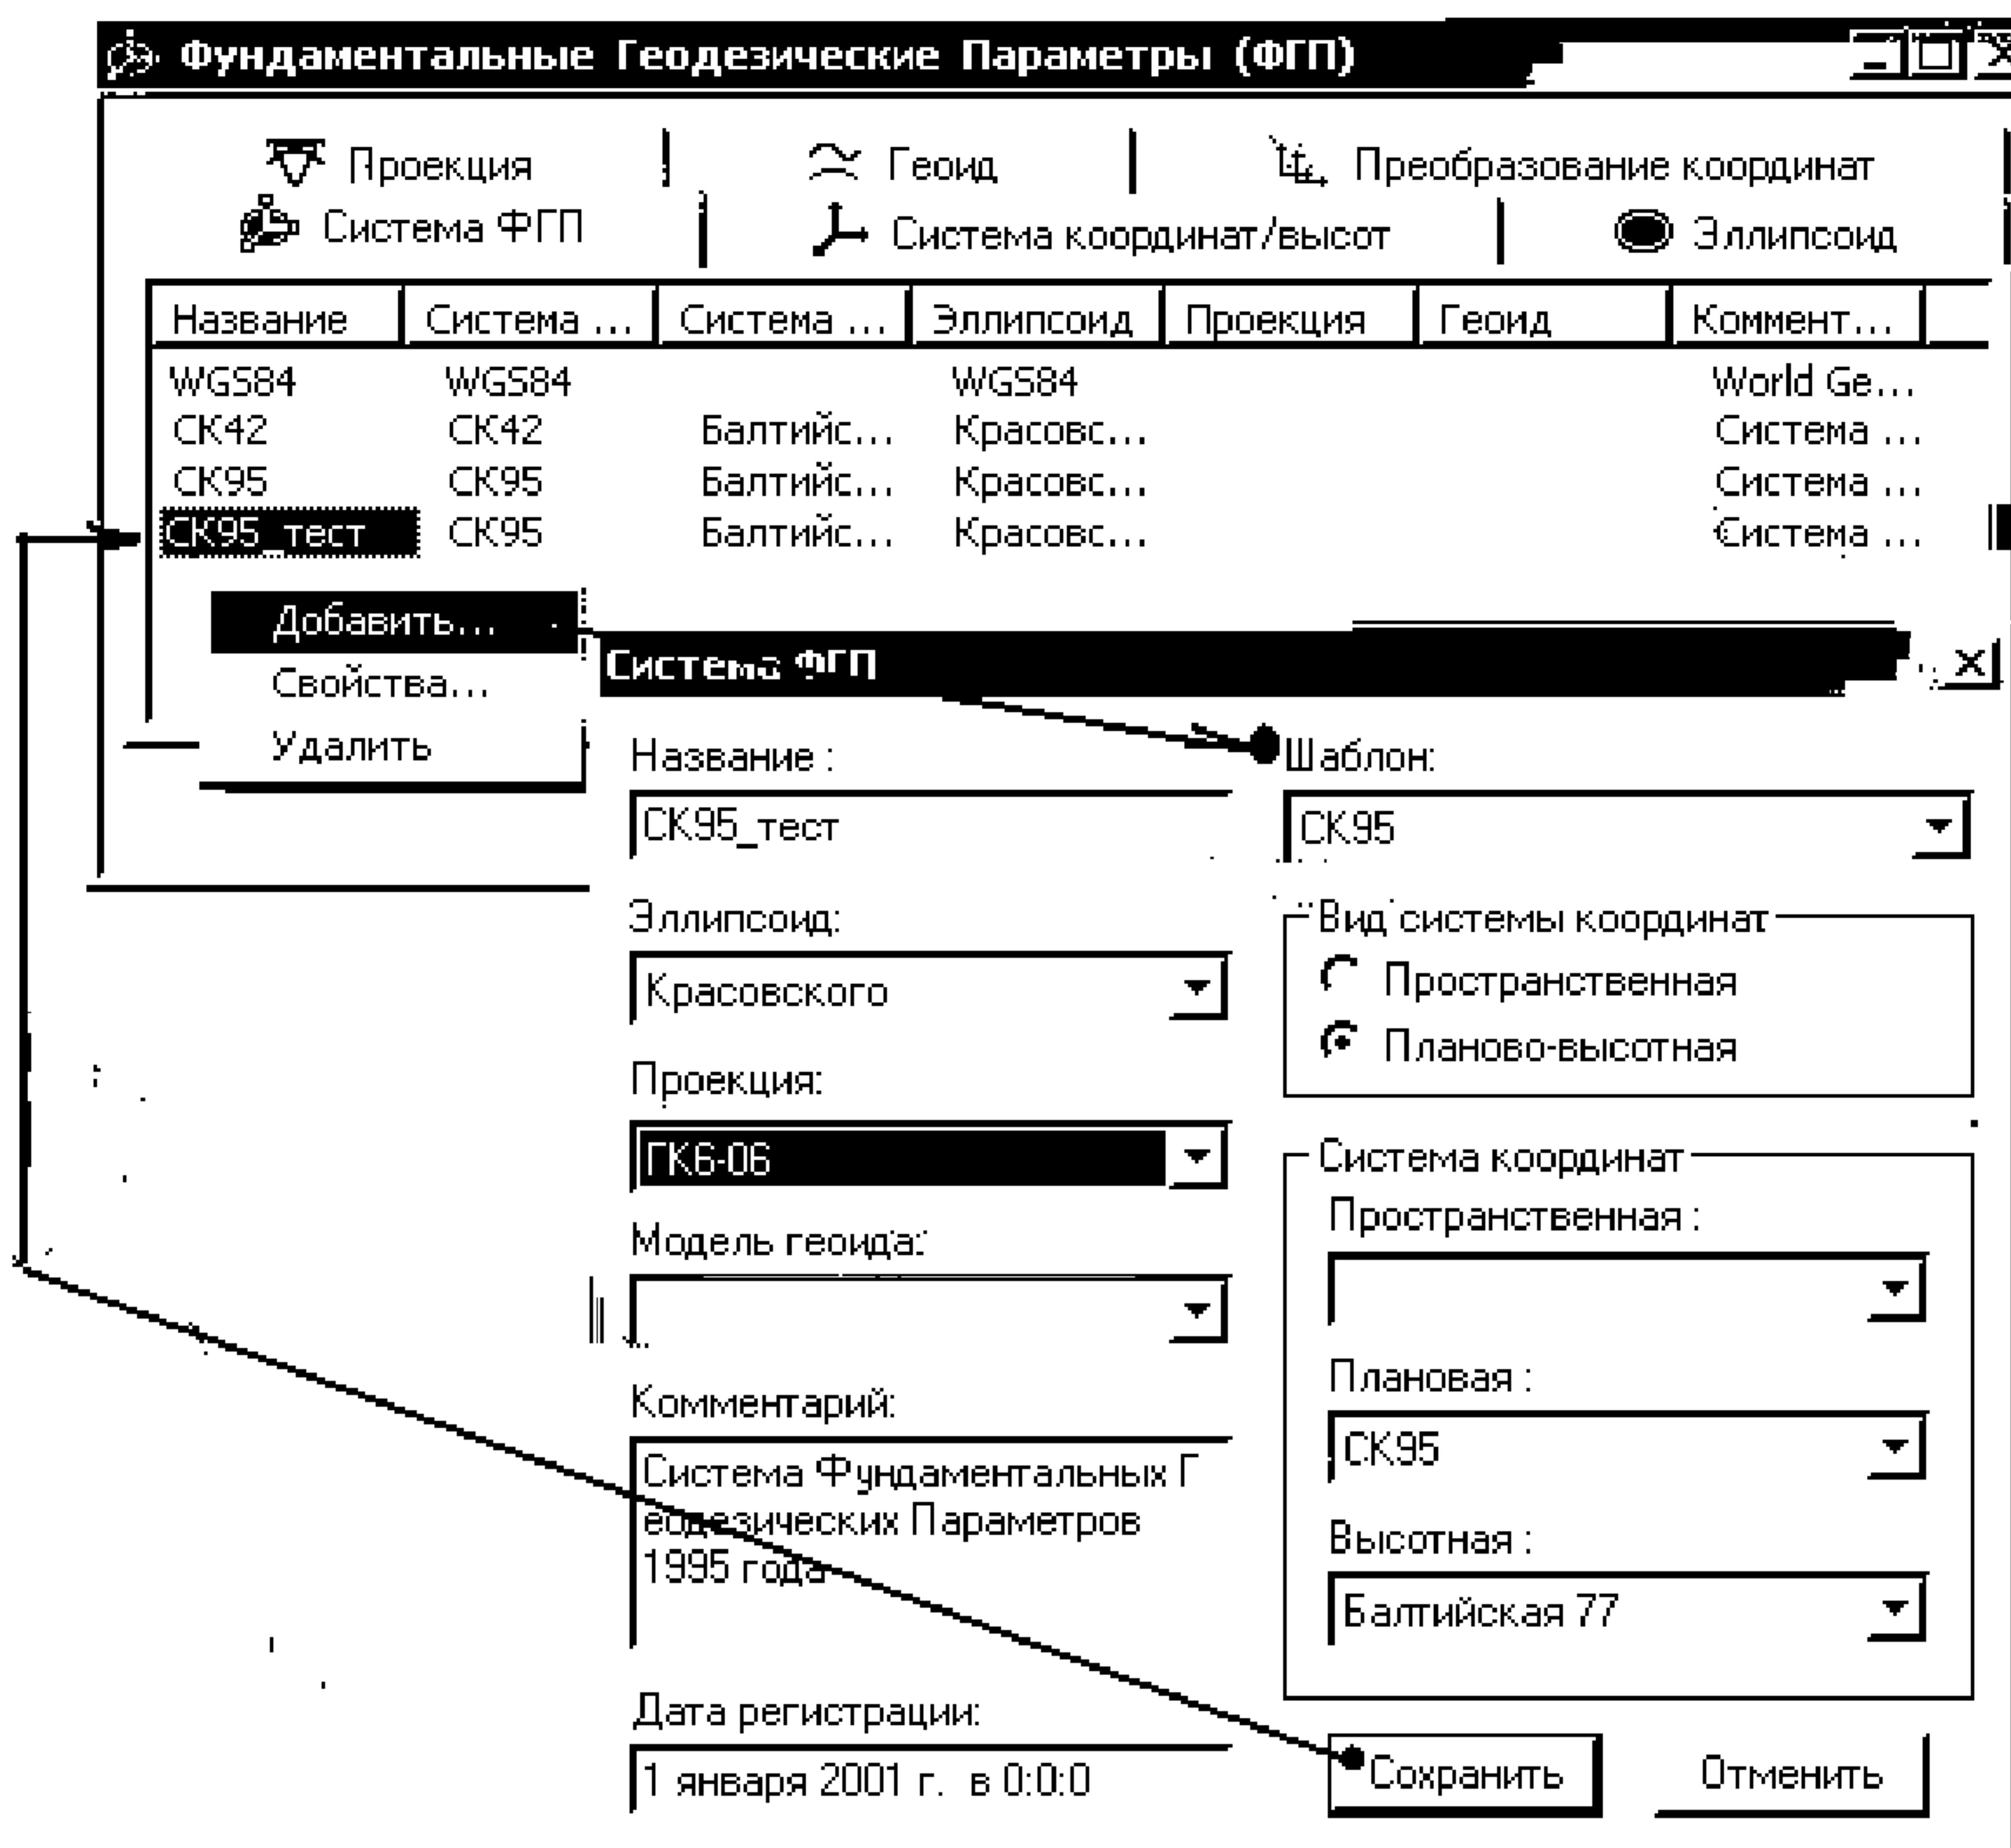 Фундаментальные Геодезические Параметры (ФГП)
Проекция Геоид Преобразование координат
Система ФГП Система координат/высот Эллипсоид
Название Система ... Система ... Эллипсоид Проекция Геоид Коммент...
WGS84 WGS84 WGS84 World Ge...
СК42 СК42 Балтийс... Красовс... Система ...
СК95 СК95 Балтийс... Красовс... Система ...
СК95_тест СК95 Балтийс... Красовс... Система ...
Добавить...
Свойства...
Удалить
Система ФГП
Название :
СК95_тест
Шаблон:
СК95
Эллипсоид:
Красовского
Вид системы координат
Пространственная
Планово-высотная
Проекция:
ГК6-06
Модель геоида:
Система координат
Пространственная :
Плановая :
СК95
Высотная :
Балтийская 77
Комментарий:
Система Фундаментальных Г
еодезических Параметров
1995 года
Дата регистрации:
1 января 2001 г. в 0:0:0
Сохранить Отменить